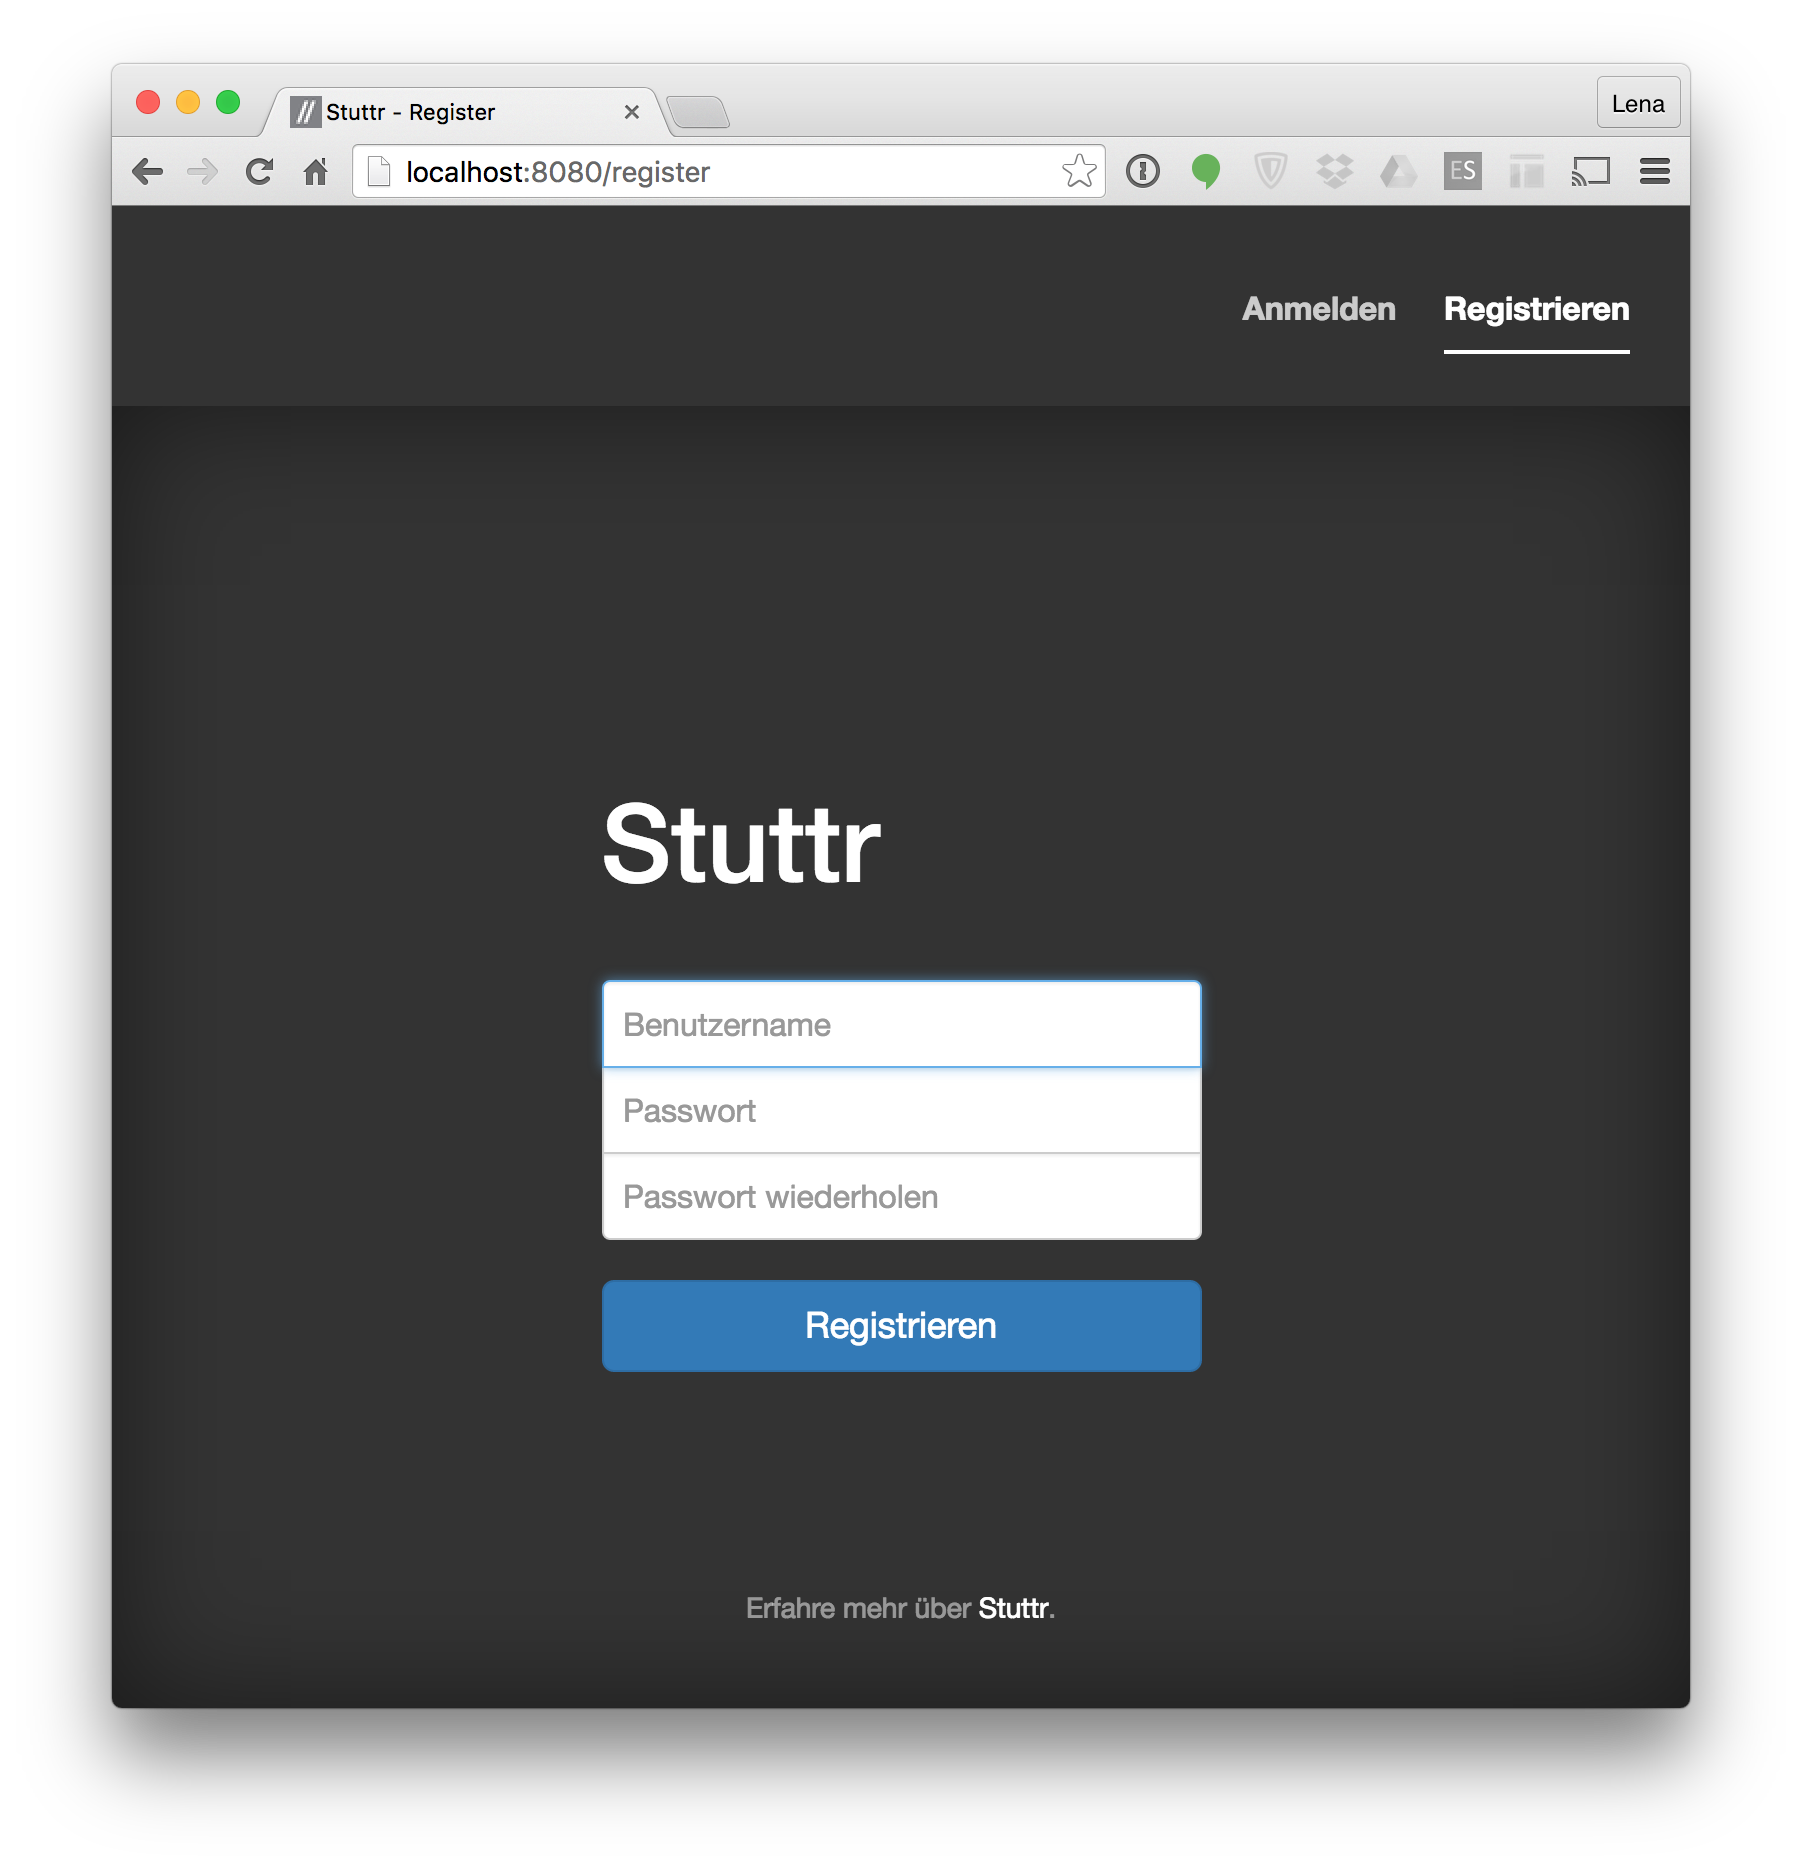 Stuttr - Register
Lena
localhost:8080/register
ES
Anmelden Registrieren
Stuttr
Benutzername
Passwort
Passwort wiederholen
Registrieren
Erfahre mehr über Stuttr.